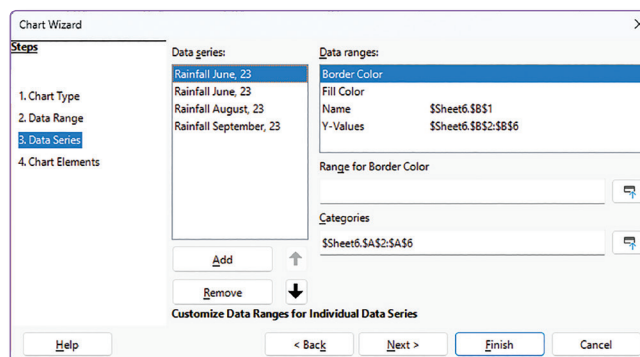 Chart Wizard
Steps
1. Chart Type
2. Data Range
3. Data Series
4. Chart Elements
Data series:
Rainfall June, 23
Rainfall June, 23
Rainfall August, 23
Rainfall September, 23
Add
Remove
Data ranges:
Border Color
Fill Color
Name $Sheet6.$B$1
Y-Values $Sheet6.$B$2:$B$6
Range for Border Color
Categories
$Sheet6.$A$2:$A$6
Customize Data Ranges for Individual Data Series
Help < Back Next > Finish Cancel